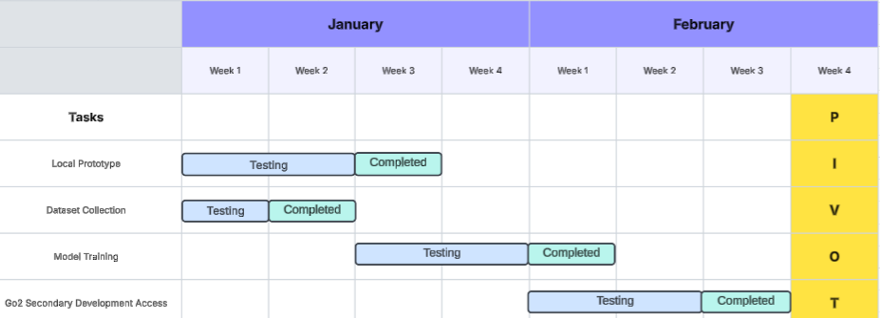 January February
Week 1 Week 2 Week 3 Week 4 Week 1 Week 2 Week 3 Week 4
Tasks P
Local Prototype Testing Completed I
Dataset Collection Testing Completed V
Model Training Testing Completed O
Go2 Secondary Development Access Testing Completed T